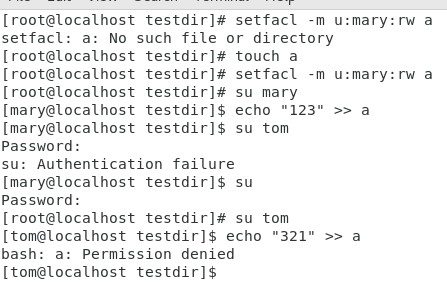 [root@localhost testdir]# setfacl -m u:mary:rw a
setfacl: a: No such file or directory
[root@localhost testdir]# touch a
[root@localhost testdir]# setfacl -m u:mary:rw a
[root@localhost testdir]# su mary
[mary@localhost testdir]$ echo "123" >> a
[mary@localhost testdir]$ su tom
Password:
su: Authentication failure
[mary@localhost testdir]$ su
Password:
[root@localhost testdir]# su tom
[tom@localhost testdir]$ echo "321" >> a
bash: a: Permission denied
[tom@localhost testdir]$